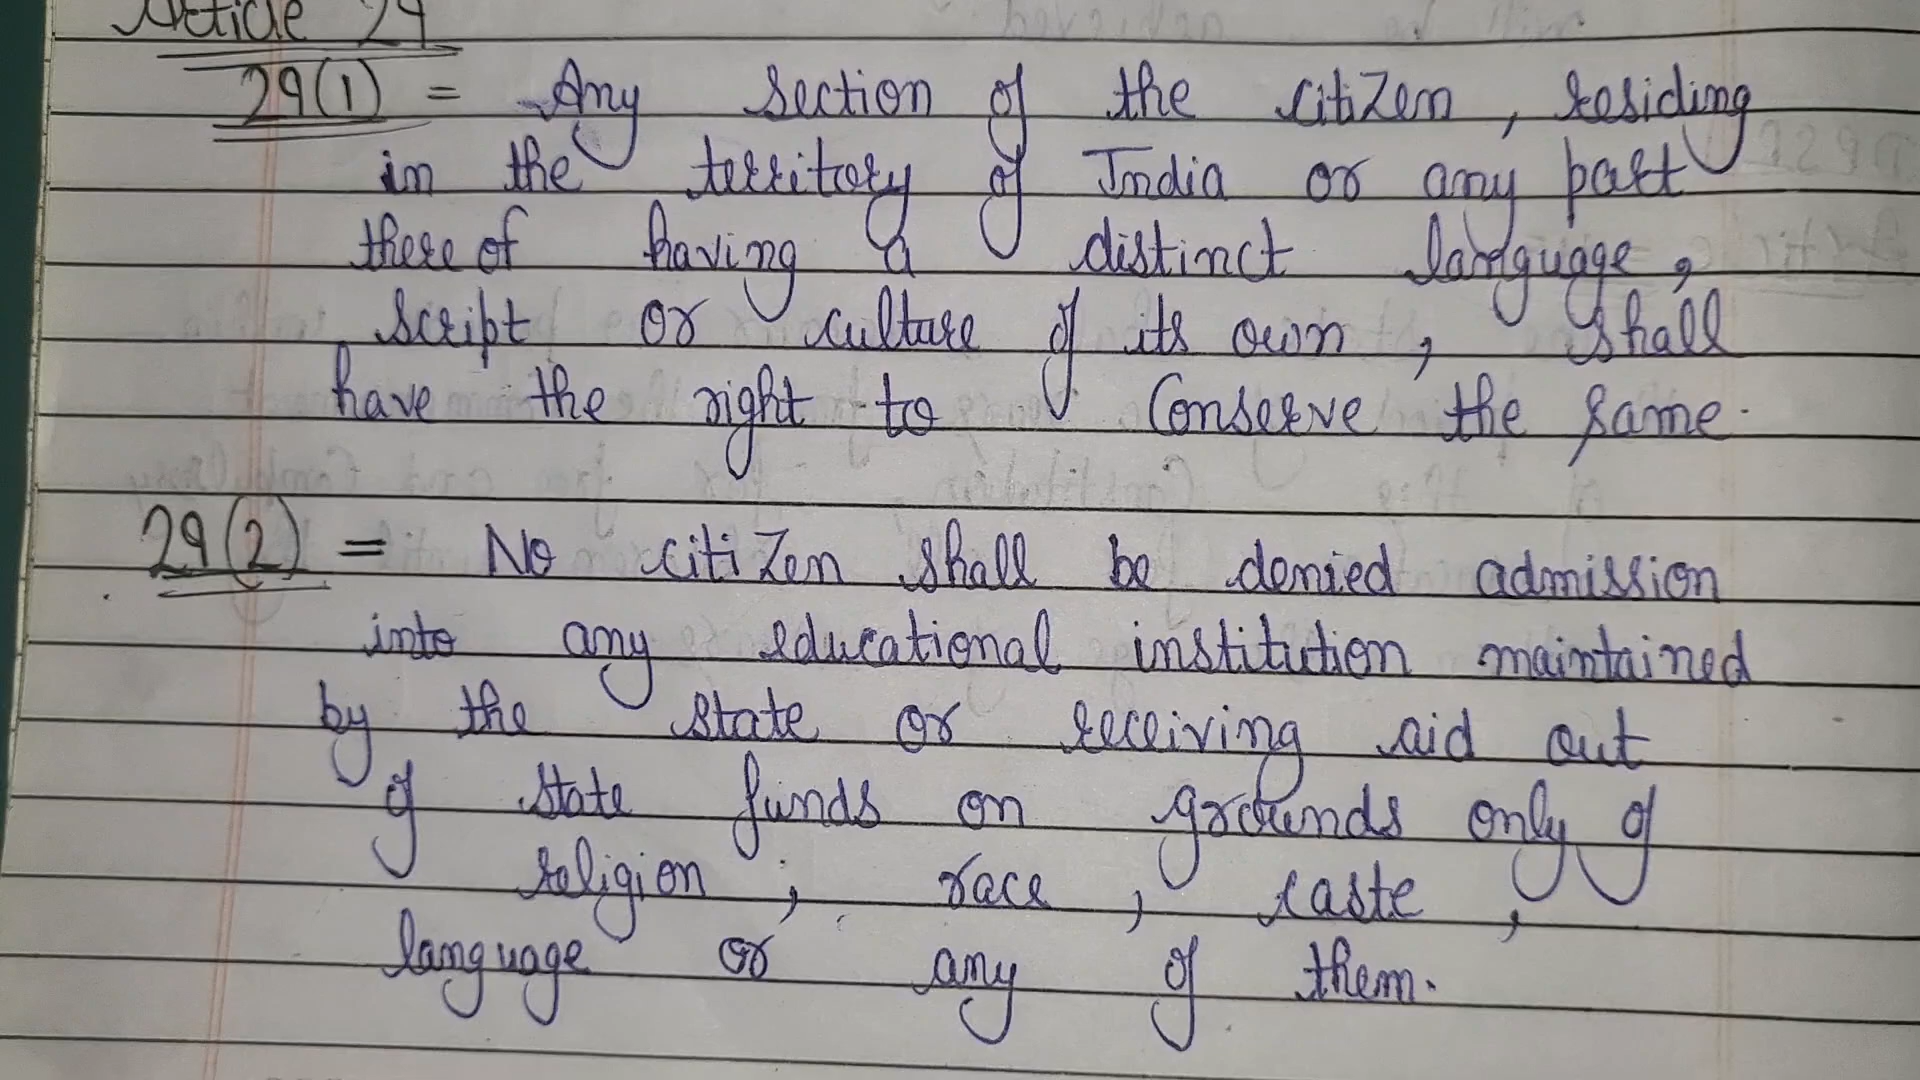 Article 29
29(1) = Any section of the citizen, residing
in the territory of India or any part
there of having a distinct language,
script or culture of its own, shall
have the right to Conserve the same.
29(2) = No citizen shall be denied admission
into any educational institution maintained
by the state or receiving aid out
of state funds on grounds only of
religion, race, caste,
language or any of them.